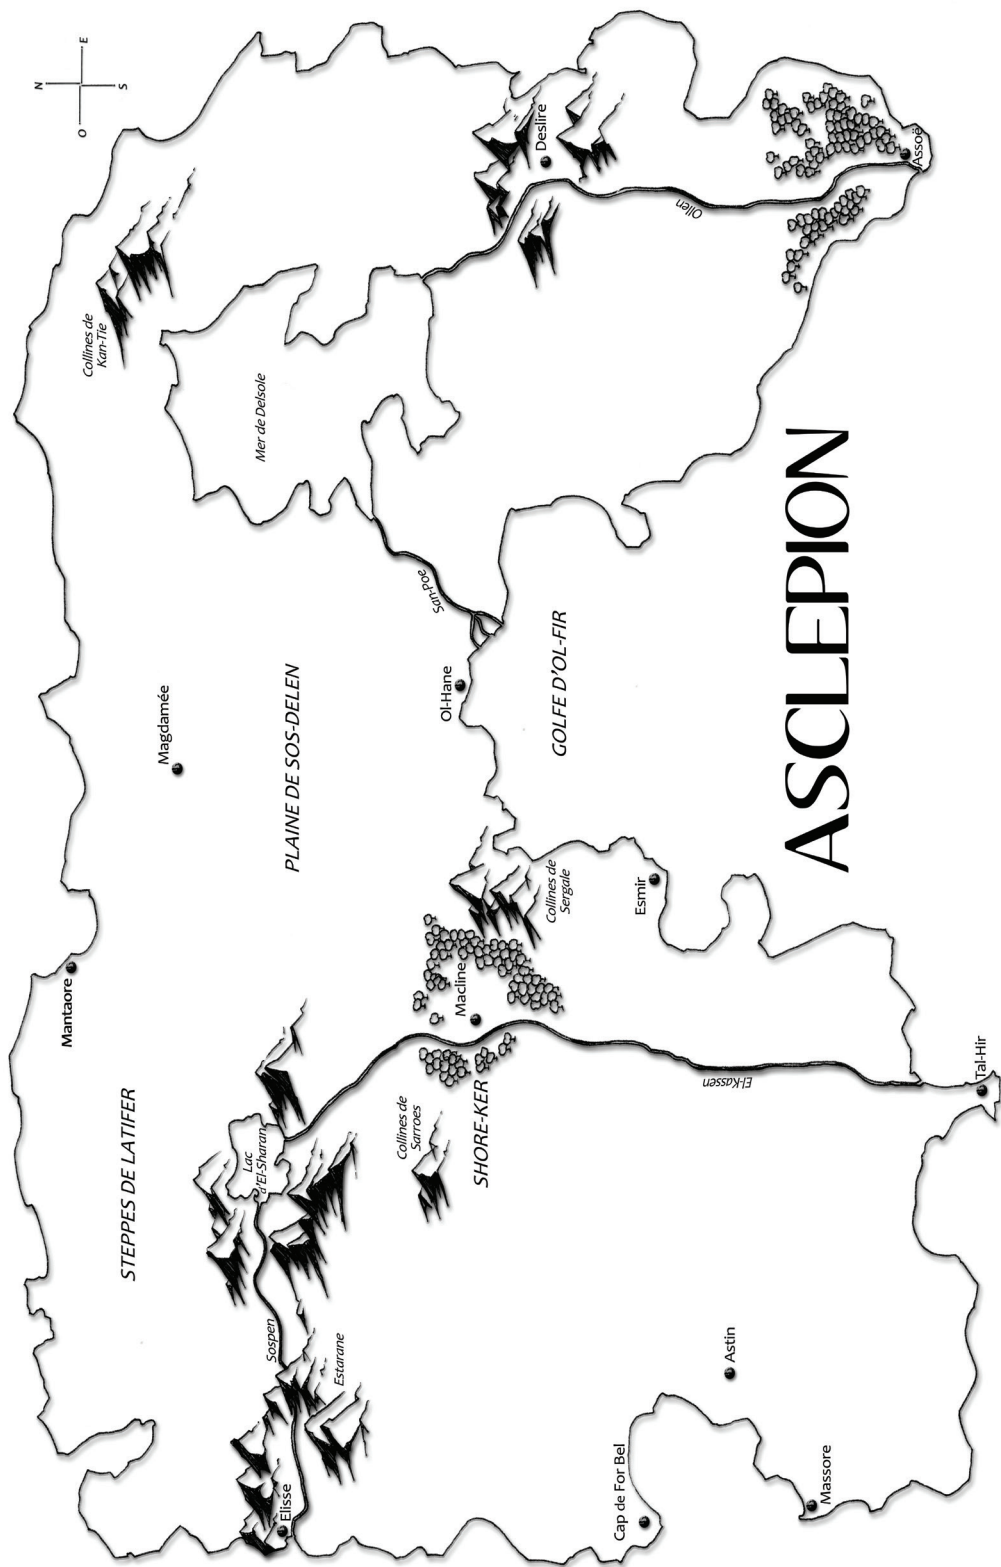 N
O
E
S
Collines de
Kan-Tie
Mer de Delsole
Deslire
Ollen
Assoë
San-Poe
Ol-Hane
GOLFE D'OL-FIR
Magdamée
PLAINE DE SOS-DELEN
Mantaore
STEPPES DE LATIFER
Lac
d'El-Sharan
Macline
Collines de
Sergale
Esmir
Collines de
Sarroes
SHORE-KER
El-Kassen
Tal-Hir
Sospen
Estarane
Elisse
Cap de For Bel
Astin
Massore
ASCLEPION